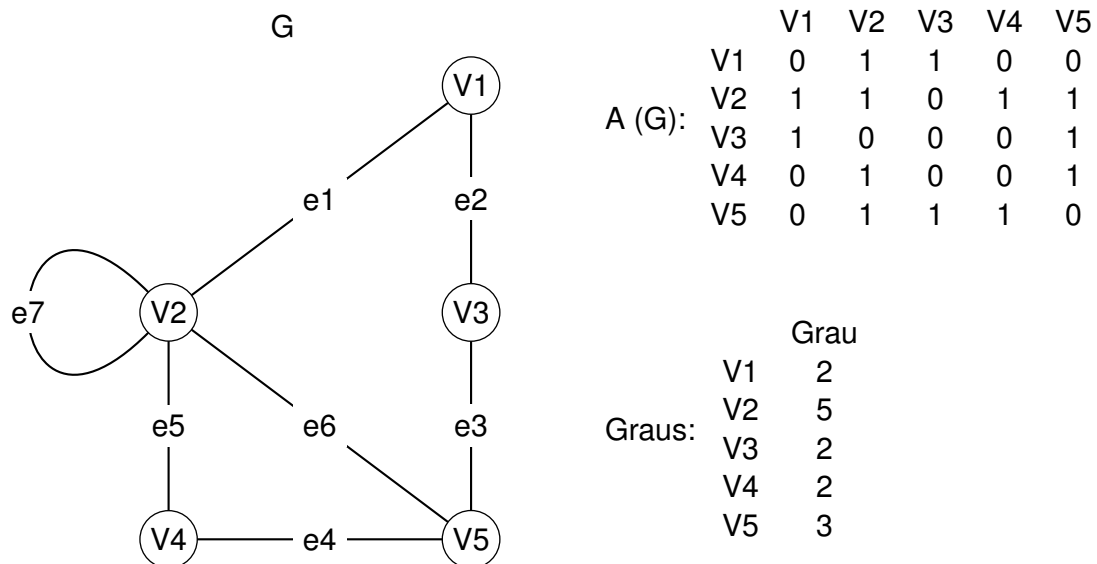 G
V1
e1
e2
e7
V2
V3
e5
e6
e3
V4
e4
V5
V1 V2 V3 V4 V5
V1 0 1 1 0 0
V2 1 1 0 1 1
A (G):
V3 1 0 0 0 1
V4 0 1 0 0 1
V5 0 1 1 1 0
Grau
V1 2
V2 5
Graus:
V3 2
V4 2
V5 3